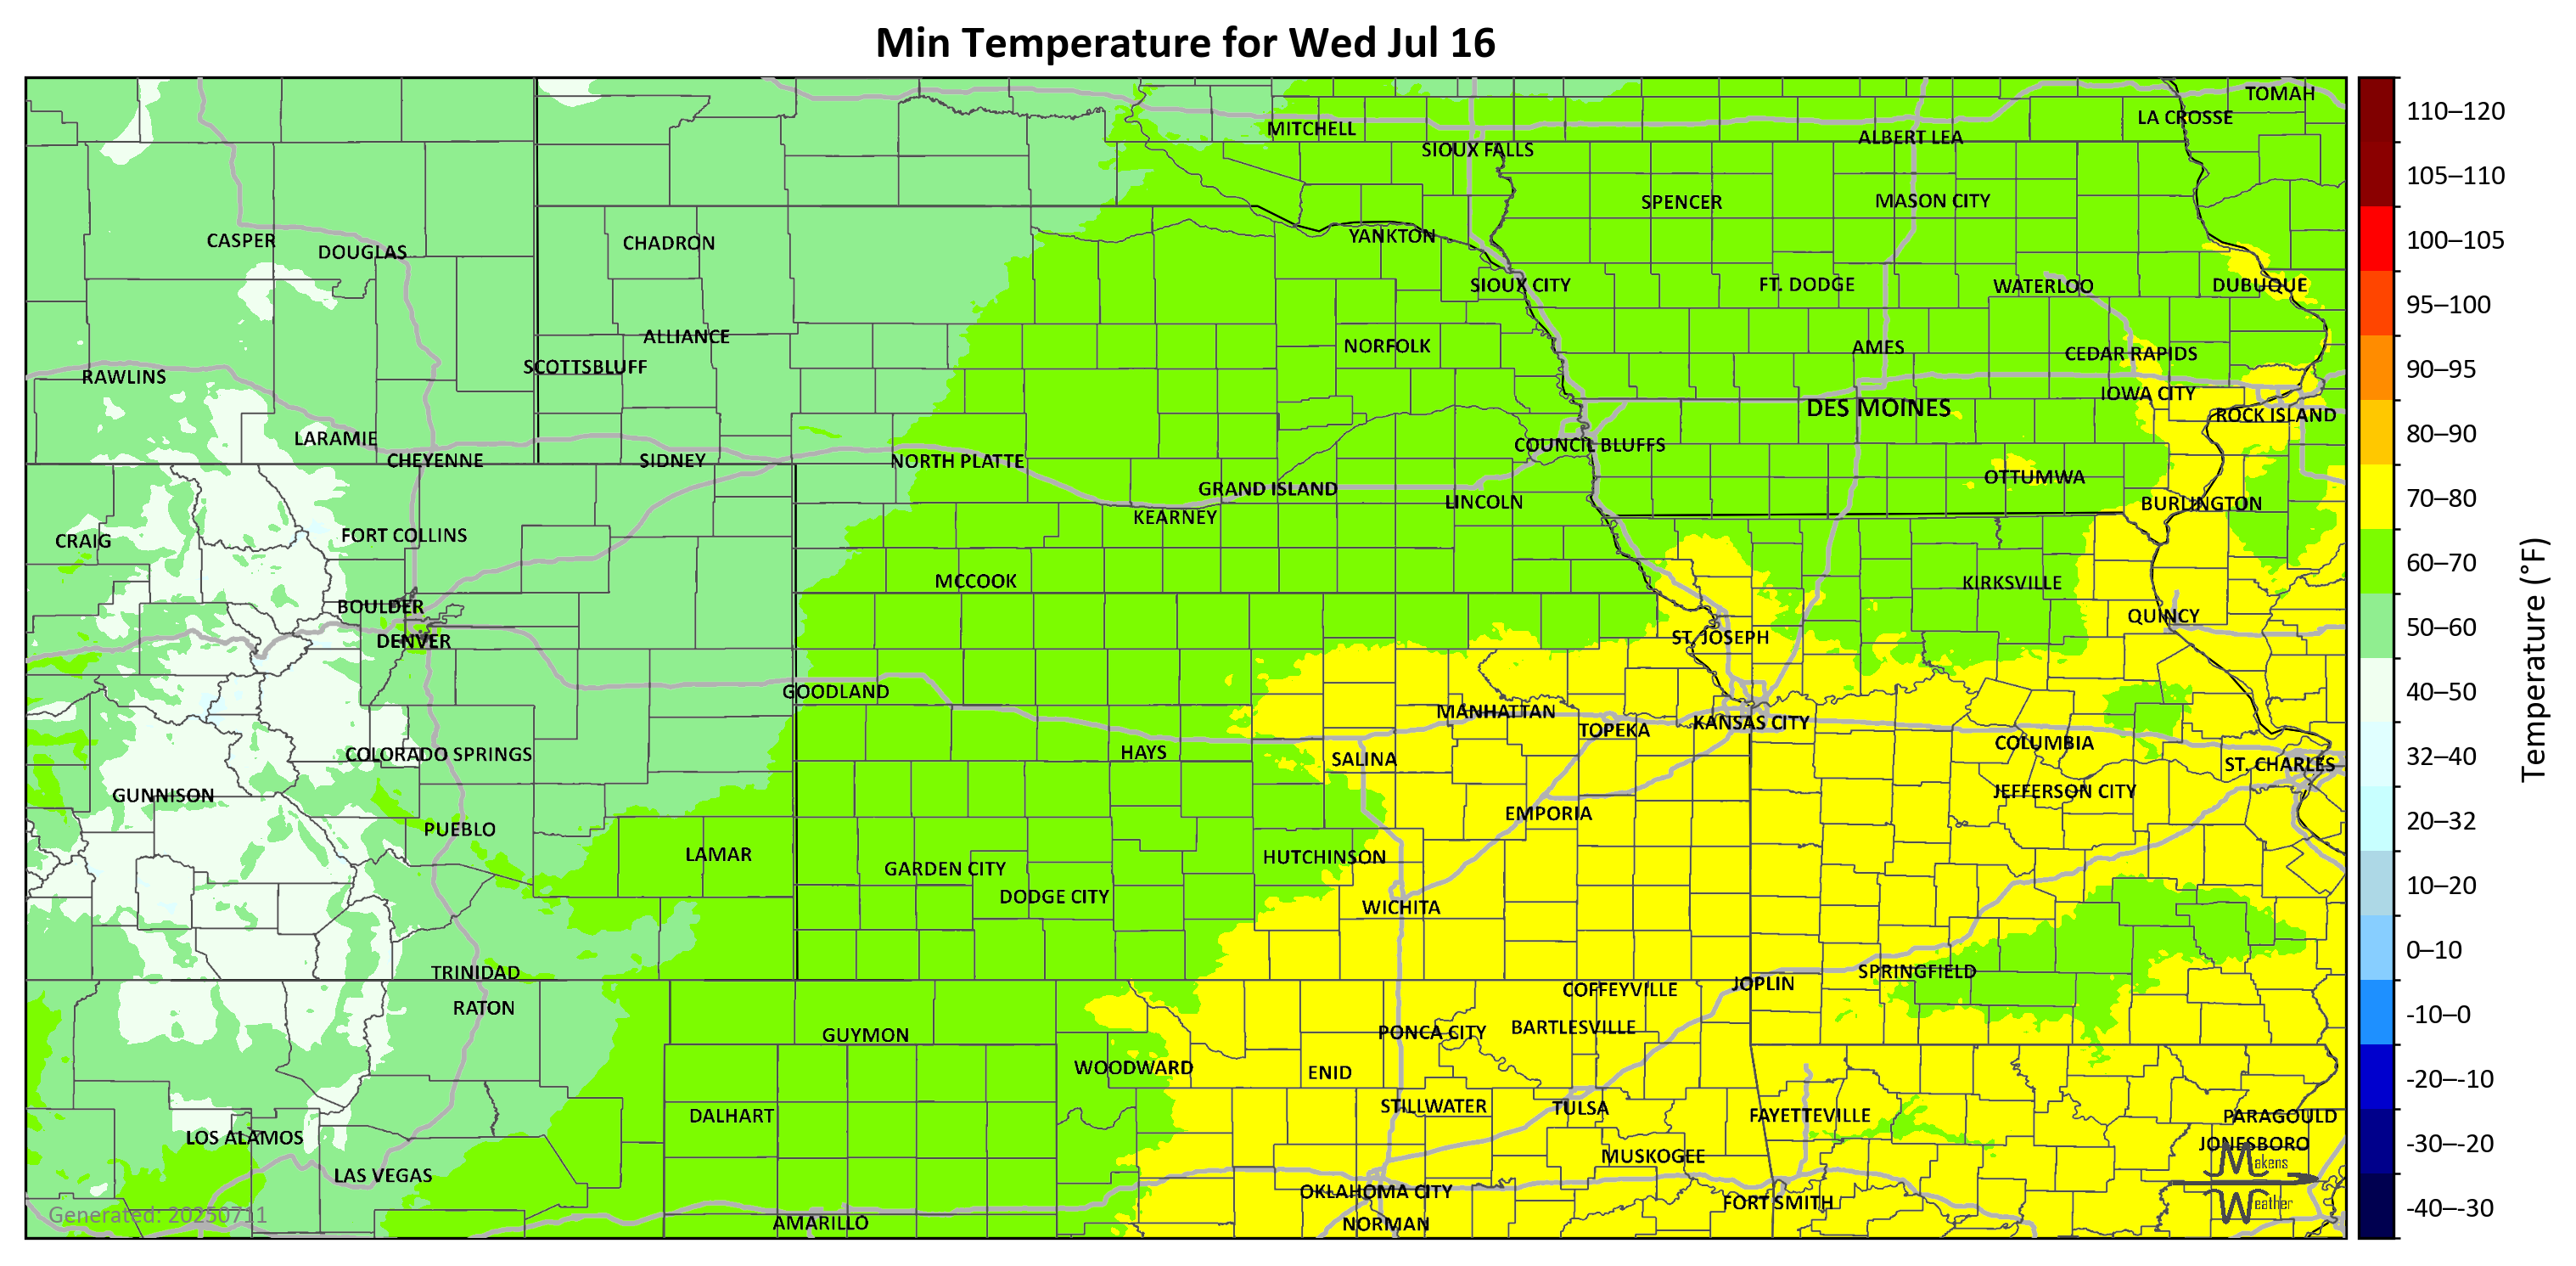 Min Temperature for Wed Jul 16
TOMAH
LA CROSSE
MITCHELL
ALBERT LEA
SIOUX FALLS
SPENCER
MASON CITY
CASPER
DOUGLAS
CHADRON
YANKTON
SIOUX CITY
FT. DODGE
WATERLOO
DUBUQUE
ALLIANCE
NORFOLK
AMES
CEDAR RAPIDS
SCOTTSBLUFF
RAWLINS
IOWA CITY
DES MOINES
ROCK ISLAND
LARAMIE
COUNCIL BLUFFS
CHEYENNE
SIDNEY
NORTH PLATTE
OTTUMWA
GRAND ISLAND
LINCOLN
BURLINGTON
KEARNEY
CRAIG
FORT COLLINS
MCCOOK
KIRKSVILLE
BOULDER
QUINCY
DENVER
ST. JOSEPH
GOODLAND
MANHATTAN
TOPEKA
KANSAS CITY
COLORADO SPRINGS
HAYS
SALINA
COLUMBIA
ST. CHARLES
GUNNISON
JEFFERSON CITY
EMPORIA
PUEBLO
LAMAR
GARDEN CITY
HUTCHINSON
DODGE CITY
WICHITA
TRINIDAD
SPRINGFIELD
JOPLIN
COFFEYVILLE
RATON
GUYMON
PONCA CITY
BARTLESVILLE
WOODWARD
ENID
DALHART
STILLWATER
TULSA
FAYETTEVILLE
PARAGOULD
LOS ALAMOS
JONESBORO
MUSKOGEE
LAS VEGAS
OKLAHOMA CITY
FORT SMITH
AMARILLO
NORMAN
Makens
Weather
Generated: 20250711
110–120
105–110
100–105
95–100
90–95
80–90
70–80
60–70
50–60
40–50
32–40
20–32
10–20
0–10
-10–0
-20–-10
-30–-20
-40–-30
Temperature (°F)